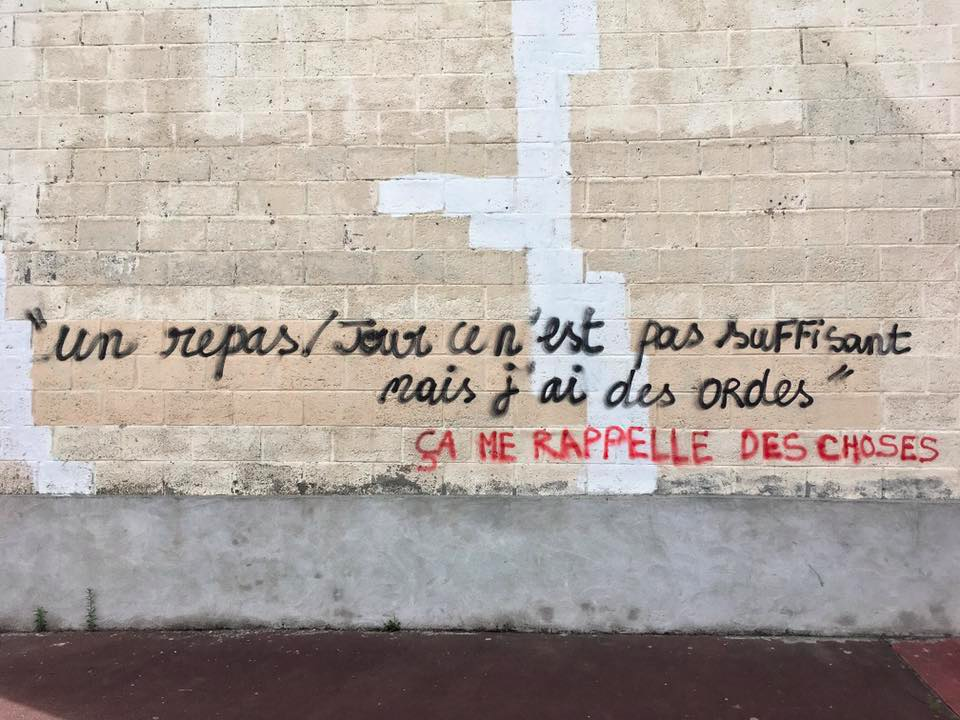 "un repas/Jour ce n'est pas suFFisant
mais j'ai des ORdes"
ÇA ME RAPPELLE DES CHOSES